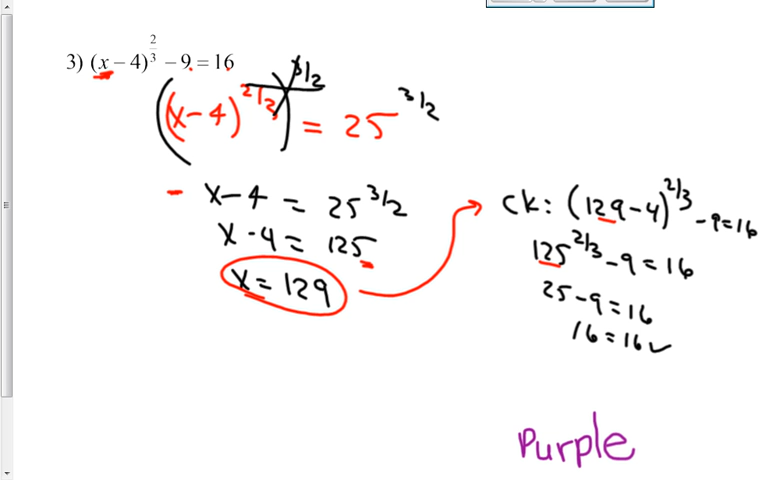 3) (x – 4)^(2/3) – 9 = 16
((x-4)^(2/3))^(3/2) = 25^(3/2)
x-4 = 25^(3/2)
x-4 = 125
x = 129
ck: (129-4)^(2/3) -9=16
125^(2/3) -9=16
25-9=16
16=16✓
Purple